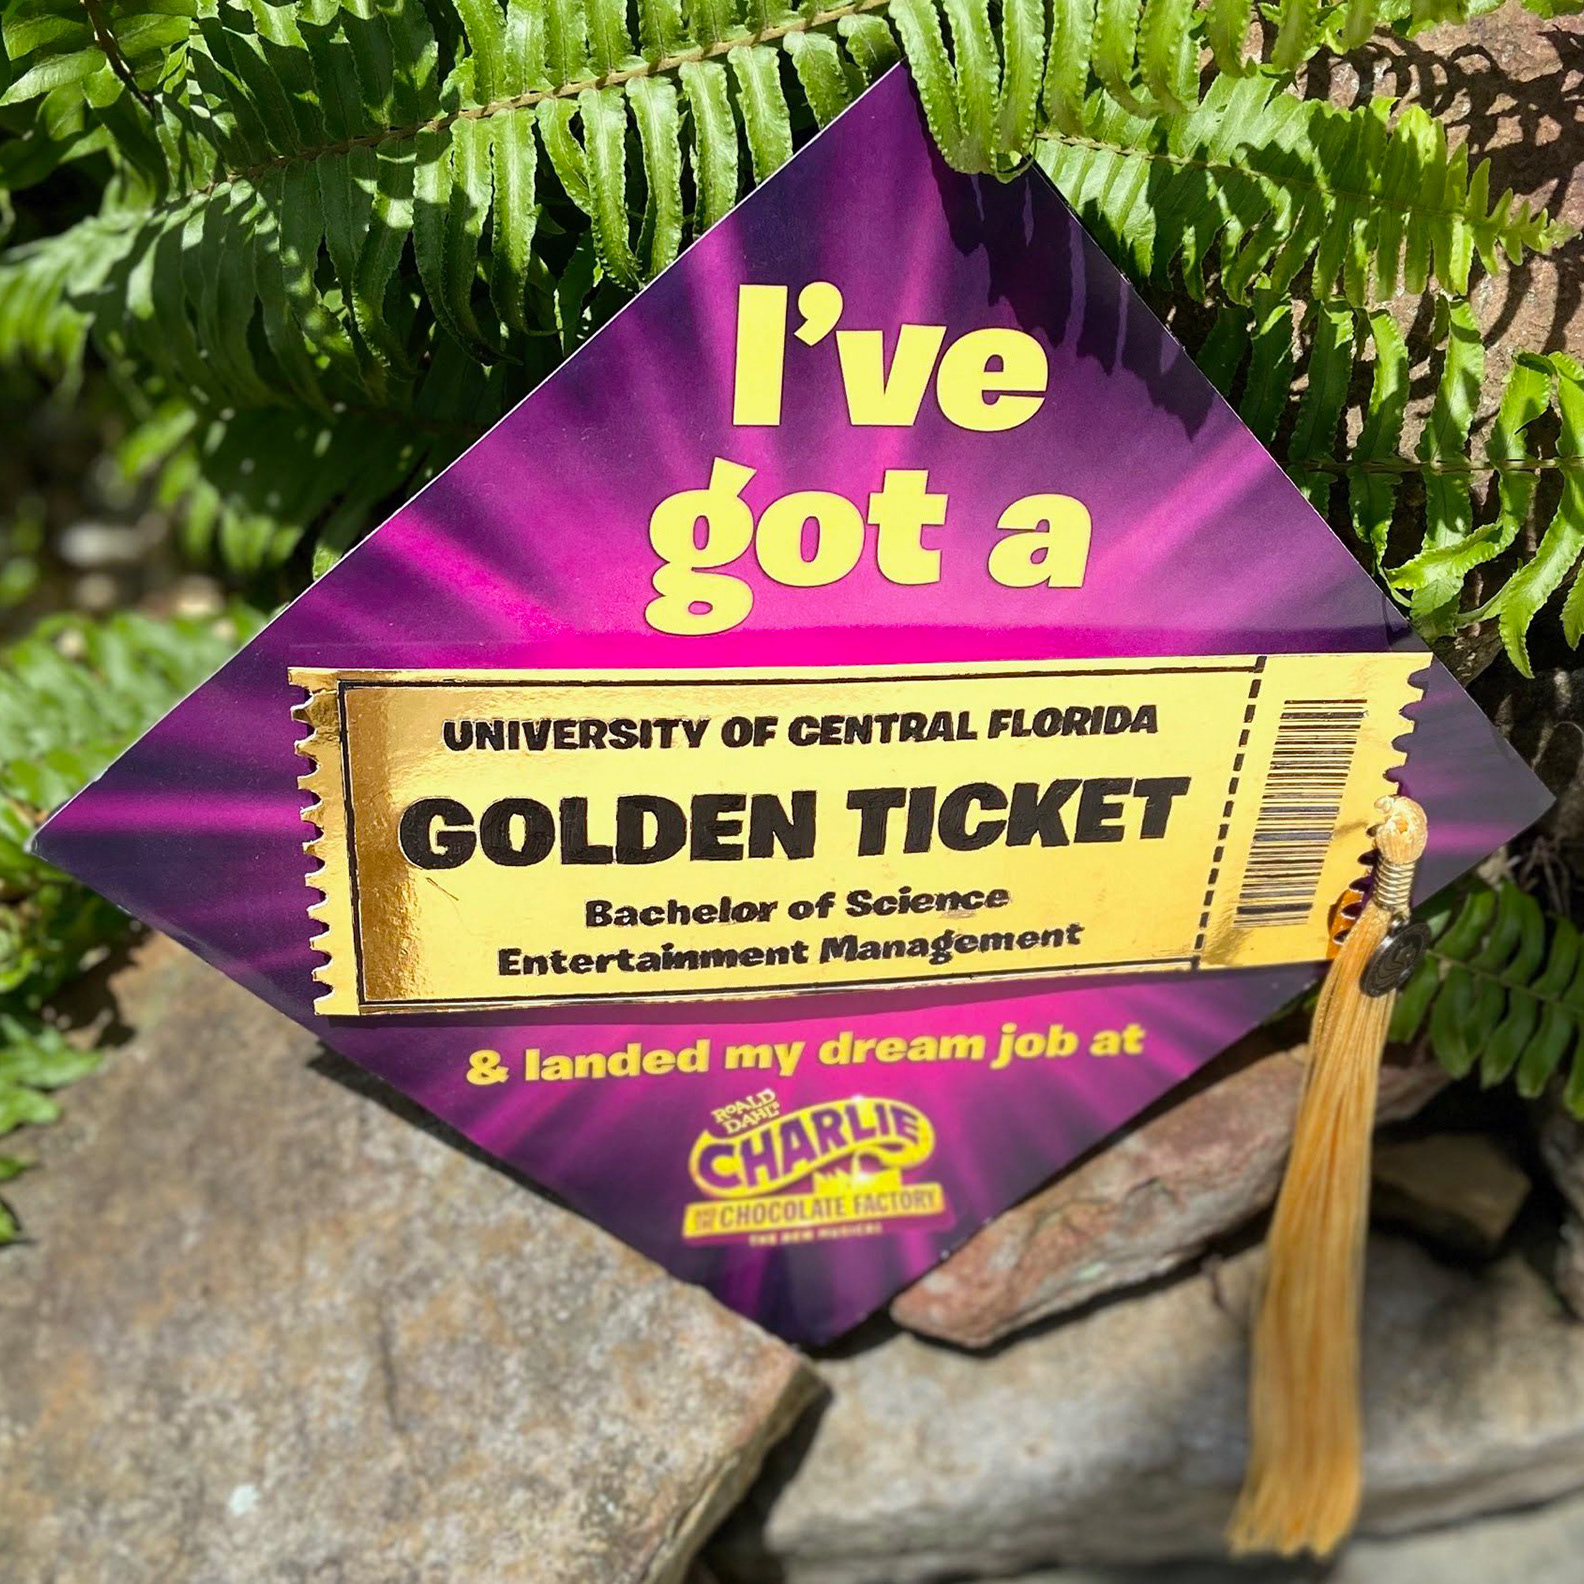 I've
got a
UNIVERSITY OF CENTRAL FLORIDA
GOLDEN TICKET
Bachelor of Science
Entertainment Management
& landed my dream job at
ROALD
DAHL'S
CHARLIE
AND THE CHOCOLATE FACTORY
THE NEW MUSICAL